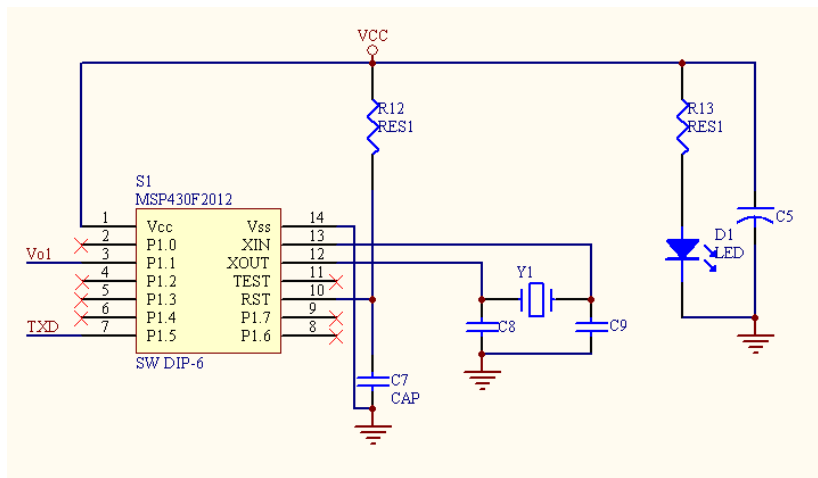 VCC
R12
RES1
R13
RES1
S1
MSP430F2012
1
Vcc
Vss
14
2
P1.0
XIN
13
Vo1
3
P1.1
XOUT
12
4
P1.2
TEST
11
5
P1.3
RST
10
6
P1.4
P1.7
9
TXD
7
P1.5
P1.6
8
SW DIP-6
Y1
C8
C9
C7
CAP
D1
LED
C5